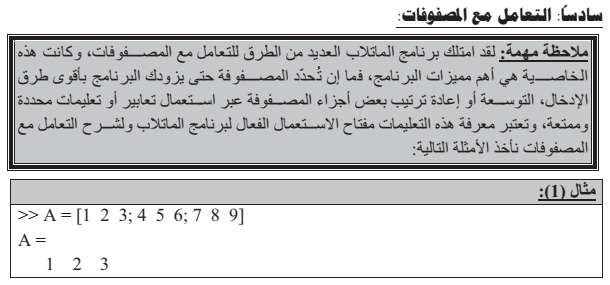 سادساً: التعامل مع المصفوفات:
ملاحظة مهمة: لقد امتلك برنامج الماتلاب العديد من الطرق للتعامل مع المصفوفات، وكانت هذه
الخاصية هي أهم مميزات البرنامج، فما إن تُحدّد المصفوفة حتى يزودك البرنامج بأقوى طرق
الإدخال، التوسعة أو إعادة ترتيب بعض أجزاء المصفوفة عبر استعمال تعابير أو تعليمات محددة
وممتعة، وتعتبر معرفة هذه التعليمات مفتاح الاستعمال الفعال لبرنامج الماتلاب ولشرح التعامل مع
المصفوفات نأخذ الأمثلة التالية:
مثال (1):
>> A = [1 2 3; 4 5 6; 7 8 9]
A =
1 2 3